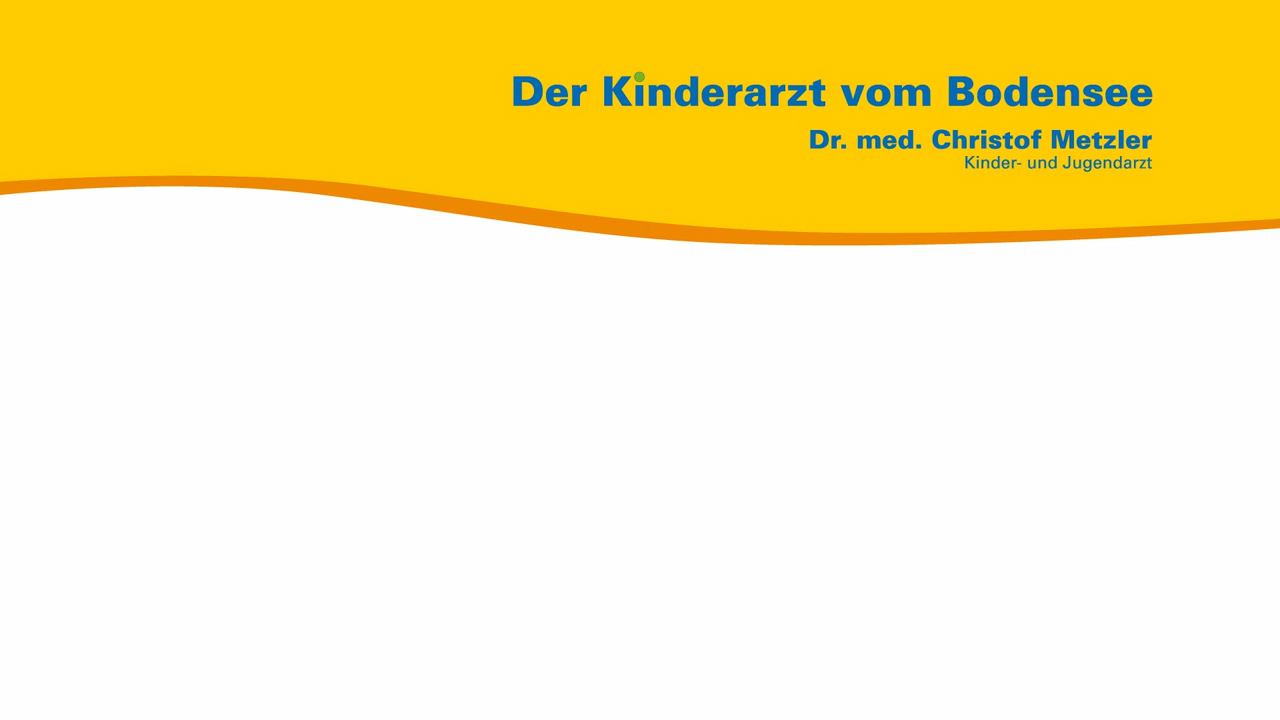 Der Kinderarzt vom Bodensee
Dr. med. Christof Metzler
Kinder- und Jugendarzt